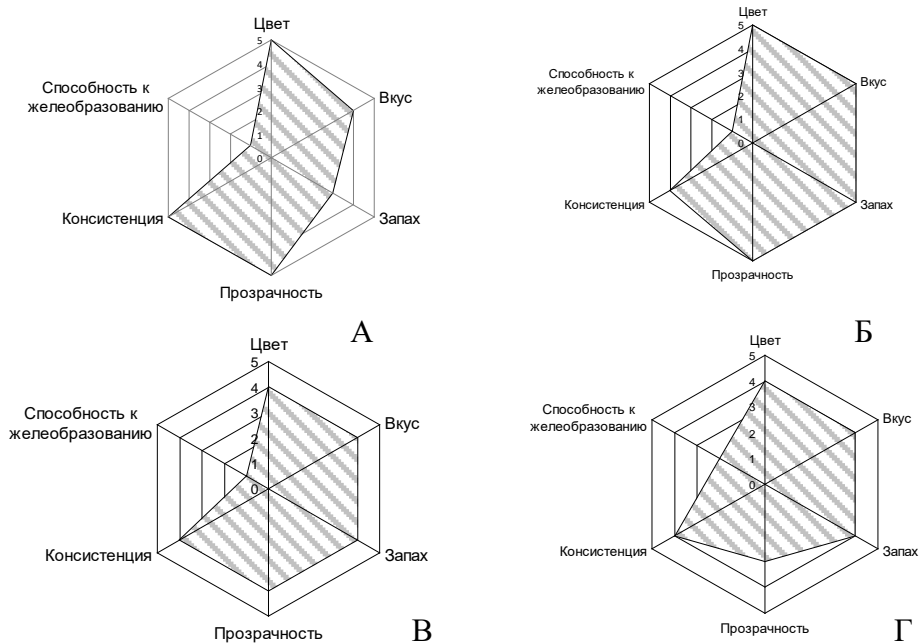 Цвет
5
4
3
2
1
0
Способность к
желеобразованию
Вкус
Консистенция
Запах
Прозрачность
А
Цвет
5
4
3
2
1
0
Способность к
желеобразованию
Вкус
Консистенция
Запах
Прозрачность
Б
Цвет
5
4
3
2
1
0
Способность к
желеобразованию
Вкус
Консистенция
Запах
Прозрачность
В
Цвет
5
4
3
2
1
0
Способность к
желеобразованию
Вкус
Консистенция
Запах
Прозрачность
Г